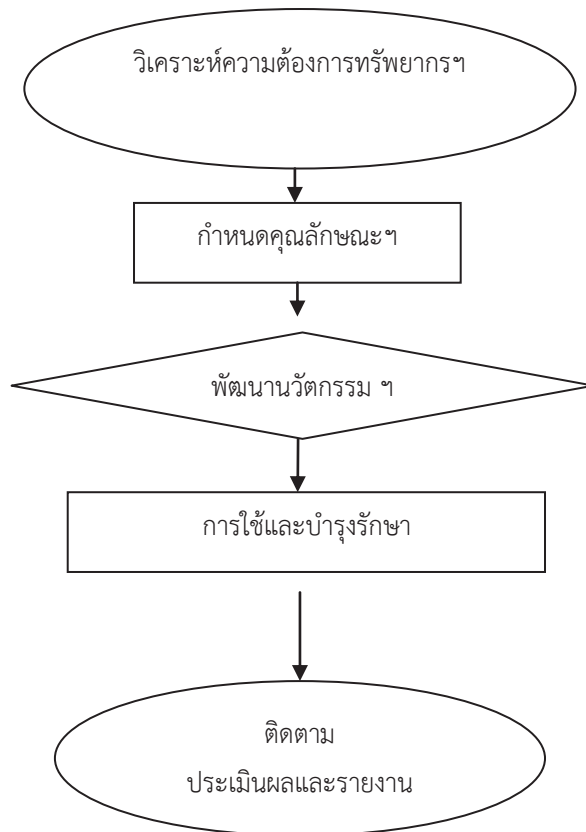 วิเคราะห์ความต้องการทรัพยากรฯ
กำหนดคุณลักษณะฯ
พัฒนานวัตกรรม ฯ
การใช้และบำรุงรักษา
ติดตาม
ประเมินผลและรายงาน